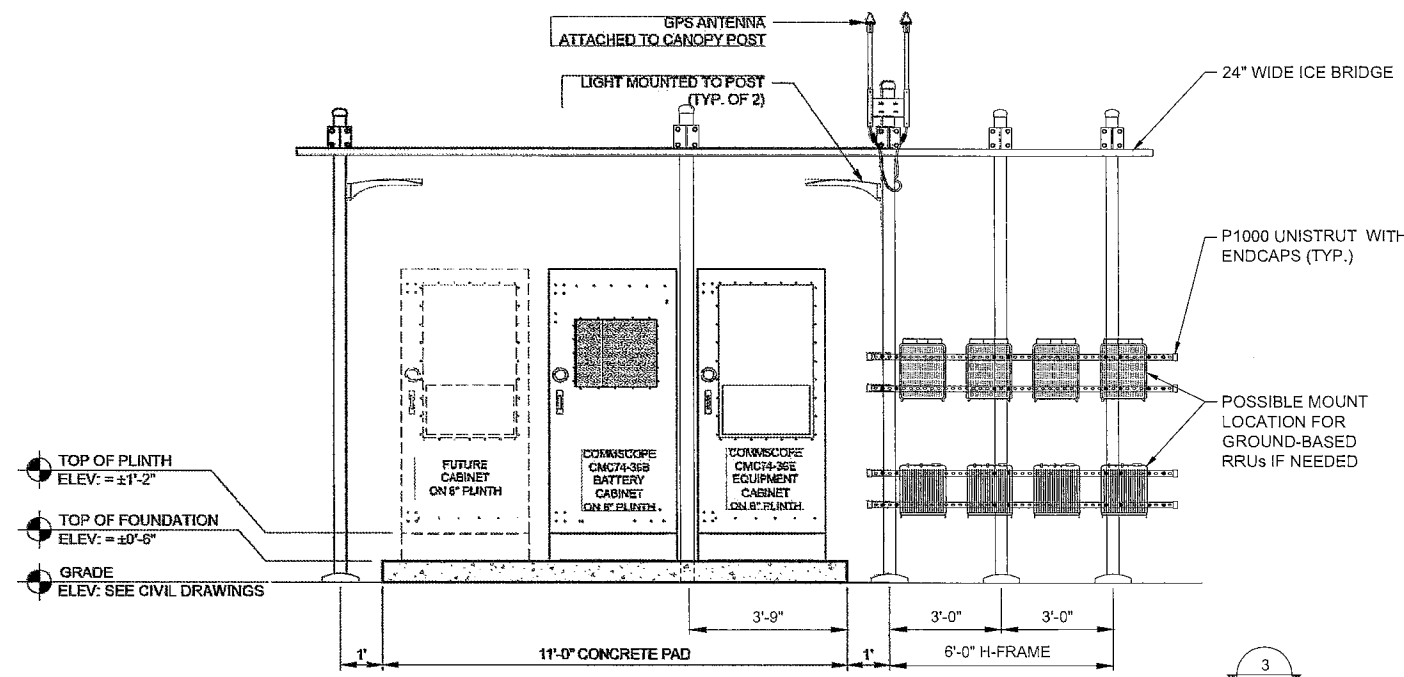 GPS ANTENNA
ATTACHED TO CANOPY POST
LIGHT MOUNTED TO POST
(TYP. OF 2)
24" WIDE ICE BRIDGE
P1000 UNISTRUT WITH
ENDCAPS (TYP.)
POSSIBLE MOUNT
LOCATION FOR
GROUND-BASED
RRUs IF NEEDED
FUTURE
CABINET
ON 8" PLINTH
COMMSCOPE
CMC74-36B
BATTERY
CABINET
ON 8" PLINTH
COMMSCOPE
CMC74-36E
EQUIPMENT
CABINET
ON 8" PLINTH
TOP OF PLINTH
ELEV: = ±1'-2"
TOP OF FOUNDATION
ELEV: = ±0'-6"
GRADE
ELEV: SEE CIVIL DRAWINGS
3'-9"
3'-0"
3'-0"
1'
11'-0" CONCRETE PAD
1'
6'-0" H-FRAME
3